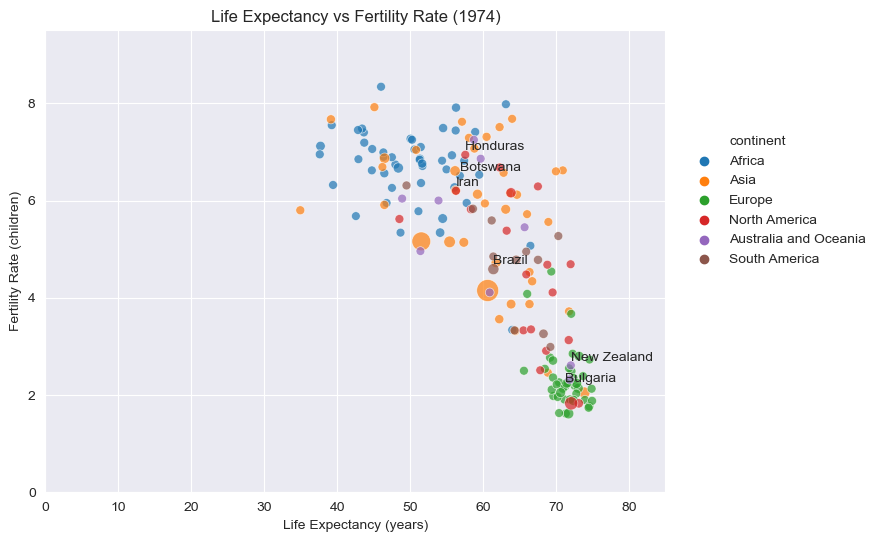 Life Expectancy vs Fertility Rate (1974)
8
6
4
2
0
Fertility Rate (children)
Honduras
Botswana
Iran
Brazil
New Zealand
Bulgaria
0 10 20 30 40 50 60 70 80
Life Expectancy (years)
continent
Africa
Asia
Europe
North America
Australia and Oceania
South America